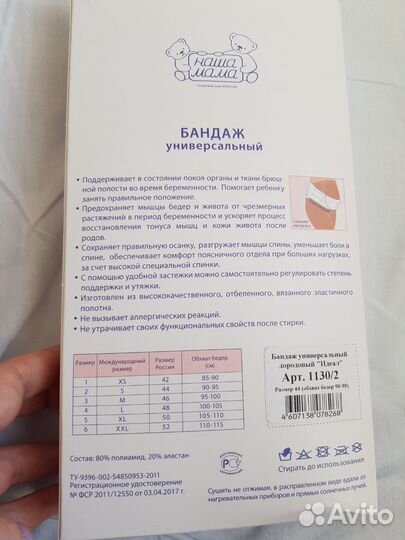 наша
мама
БАНДАЖ
универсальный
• Поддерживает в состоянии покоя органы и ткани брюш-
ной полости во время беременности. Помогает ребенку
занять правильное положение.
• Предохраняет мышцы бедер и живота от чрезмерных
растяжений в период беременности и ускоряет процесс
восстановления тонуса мышц и кожи живота после
родов.
• Сохраняет правильную осанку, разгружает мышцы спины, уменьшает боли в
спине, обеспечивает комфорт поясничного отдела при больших нагрузках,
за счет высокой специальной спинки.
• С помощью удобной застежки можно самостоятельно регулировать степень
поддержки и утяжки.
• Изготовлен из высококачественного, отбеленного, вязанного эластичного
полотна.
• Не вызывает аллергических реакций.
• Не утрачивает своих функциональных свойств после стирки.
Размер Международный размер Размер Россия Обхват бедер (см)
1 XS 42 85-90
2 S 44 90-95
3 M 46 95-100
4 L 48 100-105
5 XL 50 105-110
6 XXL 52 110-115
Бандаж универсальный
дородовый "Идеал"
Арт. 1130/2
Размер 44 (обхват бедер 90-95)
4607138078268
Состав: 80% полиамид, 20% эластан
ТУ-9396-002-54850953-2011
Регистрационное удостоверение
№ ФСР 2011/12550 от 03.04.2017 г.
РСТ
Стирать до использования
Сушить не отжимая, в расправленном виде вдали от
нагревательных приборов и прямых солнечных лучей.
Avito